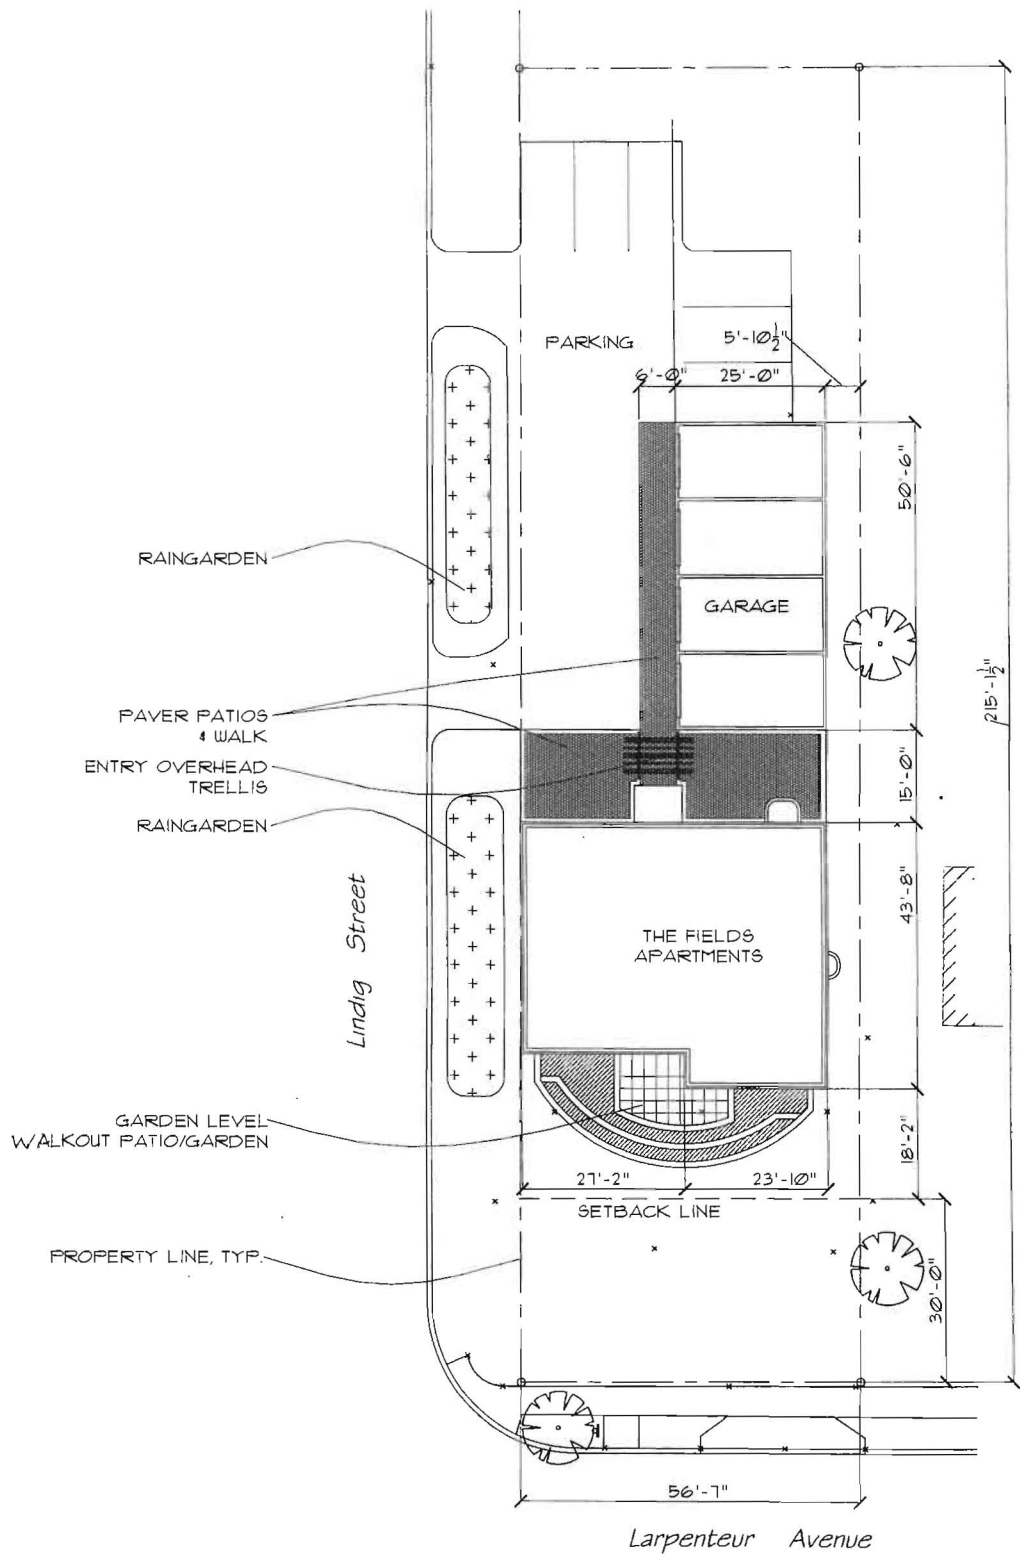 PARKING
5'-10½"
6'-0"
25'-0"
50'-6"
RAINGARDEN
GARAGE
215'-1½"
PAVER PATIOS
& WALK
ENTRY OVERHEAD
TRELLIS
15'-0"
RAINGARDEN
43'-8"
Lindig Street
THE FIELDS
APARTMENTS
GARDEN LEVEL
WALKOUT PATIO/GARDEN
18'-2"
27'-2"
23'-10"
SETBACK LINE
PROPERTY LINE, TYP.
30'-0"
56'-7"
Larpenteur Avenue